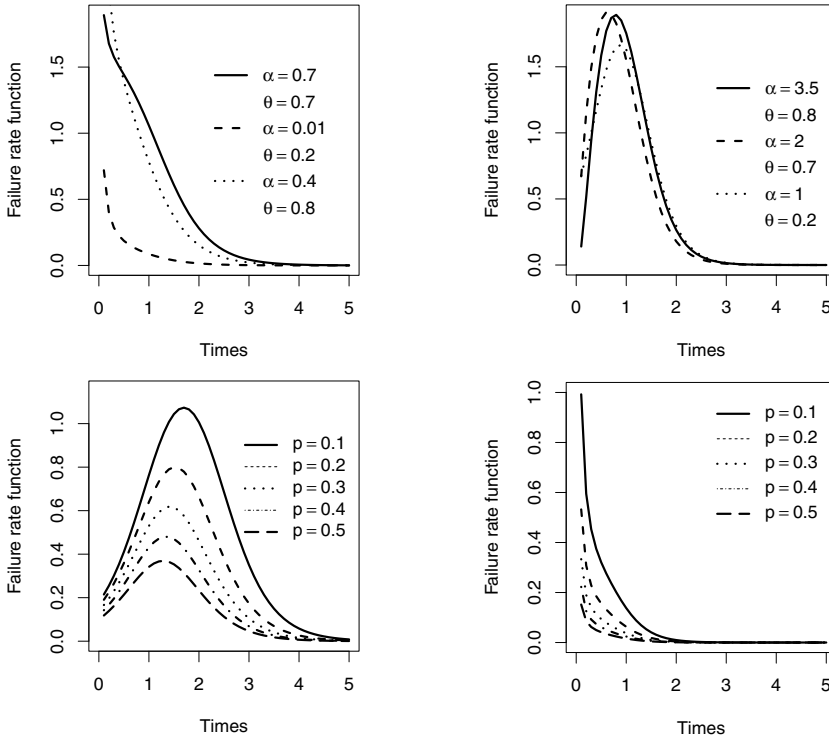 Failure rate function
1.5
1.0
0.5
0.0
α = 0.7
θ = 0.7
α = 0.01
θ = 0.2
α = 0.4
θ = 0.8
0 1 2 3 4 5
Times
Failure rate function
1.5
1.0
0.5
0.0
α = 3.5
θ = 0.8
α = 2
θ = 0.7
α = 1
θ = 0.2
0 1 2 3 4 5
Times
Failure rate function
1.0
0.8
0.6
0.4
0.2
0.0
p = 0.1
p = 0.2
p = 0.3
p = 0.4
p = 0.5
0 1 2 3 4 5
Times
Failure rate function
1.0
0.8
0.6
0.4
0.2
0.0
p = 0.1
p = 0.2
p = 0.3
p = 0.4
p = 0.5
0 1 2 3 4 5
Times